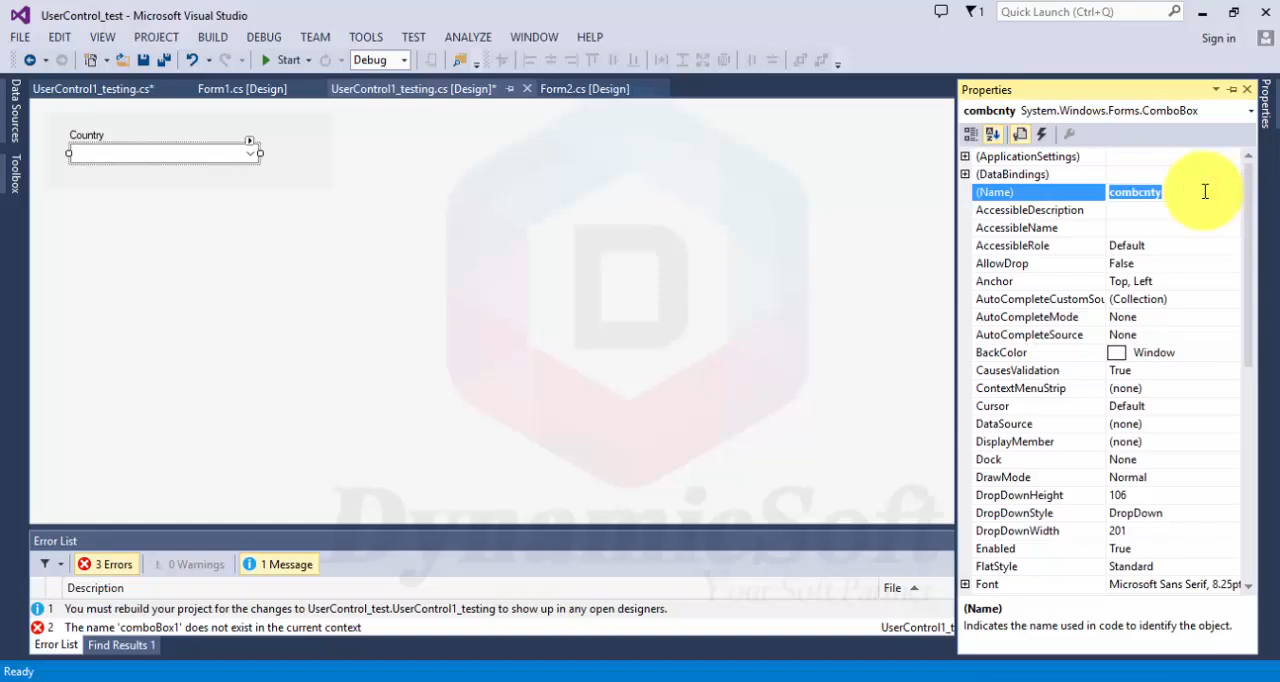 UserControl_test - Microsoft Visual Studio
1
Quick Launch (Ctrl+Q)
FILE EDIT VIEW PROJECT BUILD DEBUG TEAM TOOLS TEST ANALYZE WINDOW HELP
Sign in
Start Debug
UserControl1_testing.cs* Form1.cs [Design] UserControl1_testing.cs [Design]* Form2.cs [Design]
Data Sources
Toolbox
Country
D
DynamicSoft
Your Soft Partner
Properties
combcnty System.Windows.Forms.ComboBox
(ApplicationSettings)
(DataBindings)
(Name) combcnty
AccessibleDescription
AccessibleName
AccessibleRole Default
AllowDrop False
Anchor Top, Left
AutoCompleteCustomSou (Collection)
AutoCompleteMode None
AutoCompleteSource None
BackColor Window
CausesValidation True
ContextMenuStrip (none)
Cursor Default
DataSource (none)
DisplayMember (none)
Dock None
DrawMode Normal
DropDownHeight 106
DropDownStyle DropDown
DropDownWidth 201
Enabled True
FlatStyle Standard
Font Microsoft Sans Serif, 8.25pt
(Name)
Indicates the name used in code to identify the object.
Properties
Error List
3 Errors 0 Warnings 1 Message
Description File
1 You must rebuild your project for the changes to UserControl_test.UserControl1_testing to show up in any open designers.
2 The name 'comboBox1' does not exist in the current context UserControl1_t
Error List Find Results 1
Ready